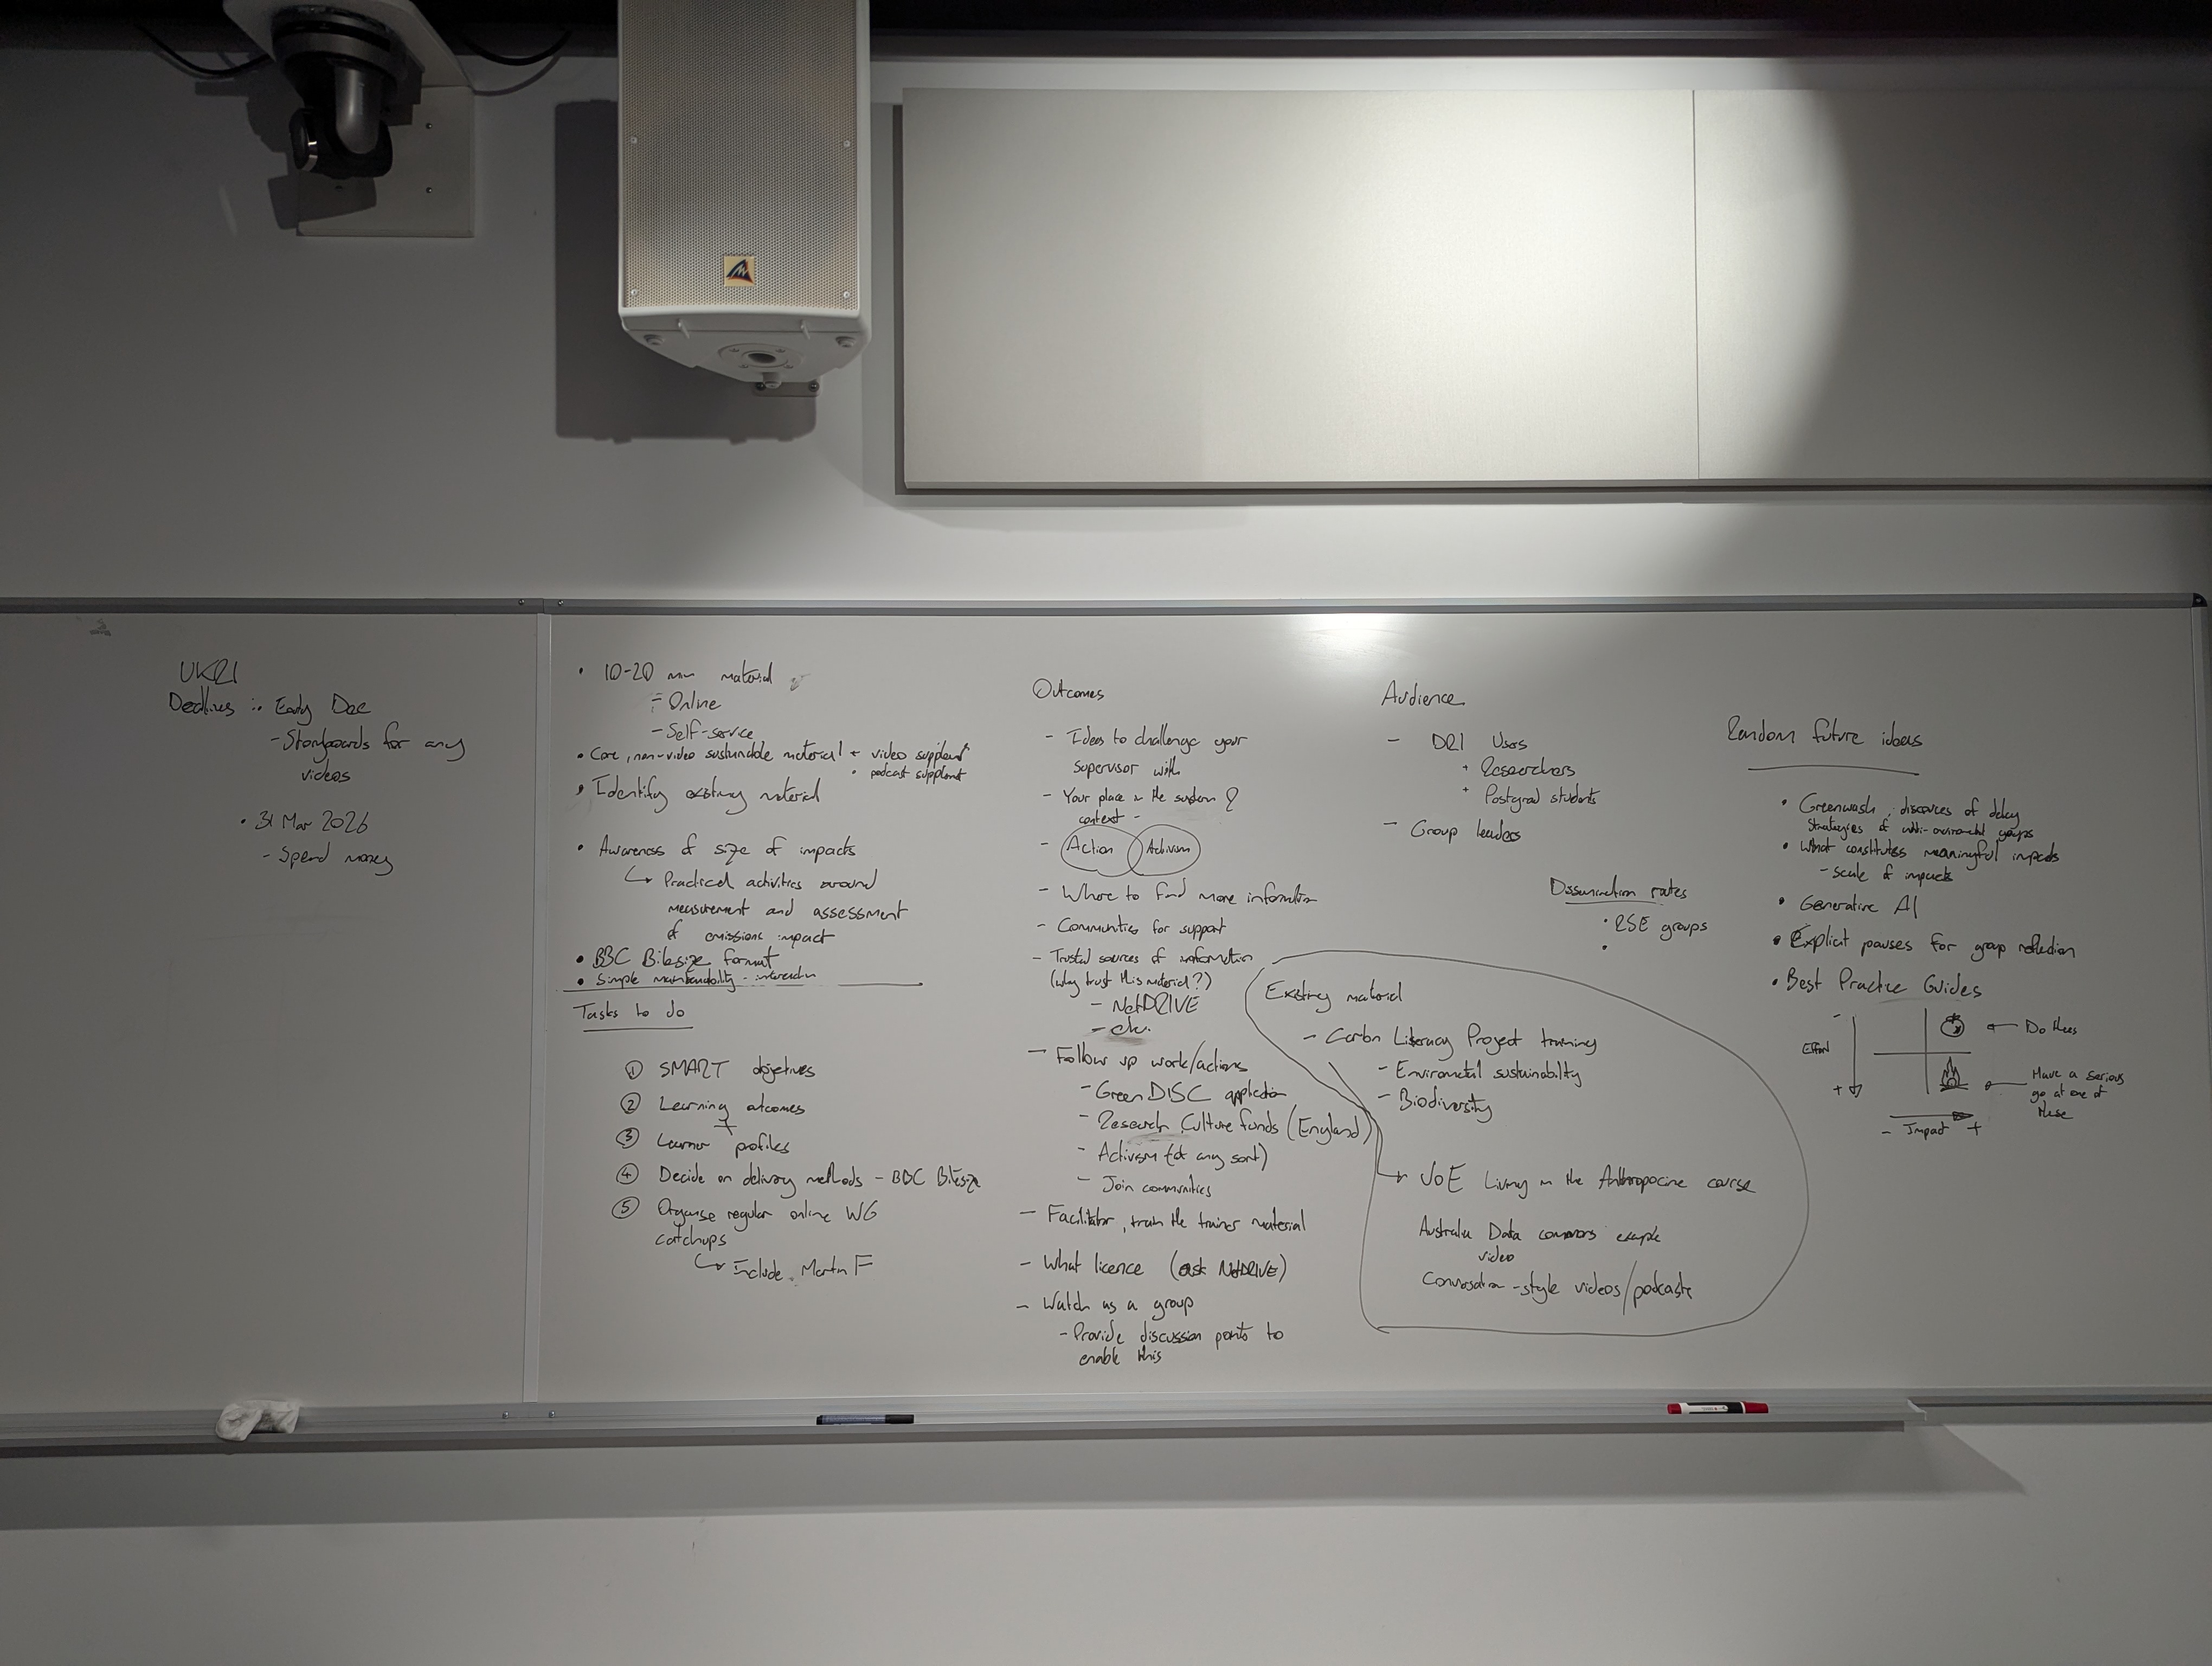 UKRI
Deadlines : • Early Dec
- Storyboards for any
videos
• 31 Mar 2026
- Spend money
• 10-20 min material
- Online
- Self-service
• Core, non-video sustainable material + video supplement
• podcast supplement
• Identify existing material
• Awareness of size of impacts
↳ Practical activities around
measurement and assessment
of emissions impact
• BBC Bitesize format
• Simple maintainability - interaction
Tasks to do
① SMART objectives
② Learning outcomes
③ Learner profiles
④ Decide on delivery methods - BBC Bitesize
⑤ Organise regular online WG
catchups
↳ Include Martin F
Outcomes
- Ideas to challenge your
supervisor with
- Your place in the system?
context -
- Action Activism
- Where to find more information
- Communities for support
- Trusted sources of information
(why trust this material?)
- NetDRIVE
- etc.
- Follow up work/actions
- Green DISC application
- Research Culture funds (England)
- Activism (of any sort)
- Join communities
- Facilitator, train the trainer material
- What licence (ask NetDRIVE)
- Watch as a group
- Provide discussion points to
enable this
Audience
- DRI Users
• Researchers
• Postgrad students
- Group leaders
Dissemination routes
• RSE groups
•
Existing material
- Carbon Literacy Project training
- Enviromental sustainability
- Biodiversity
→ UoE Living in the Anthropocine course
Australia Data commons example
video
Conversation-style videos/podcasts
Random future ideas
• Greenwash, discources of delay
Strategies of anti-enviromental groups
• What constitutes meaningful impacts
- scale of impacts
• Generative AI
• Explicit pauses for group reflection
• Best Practice Guides
-
Effort
+
← Do these
← Have a serious
go at one of
these
- Impact +